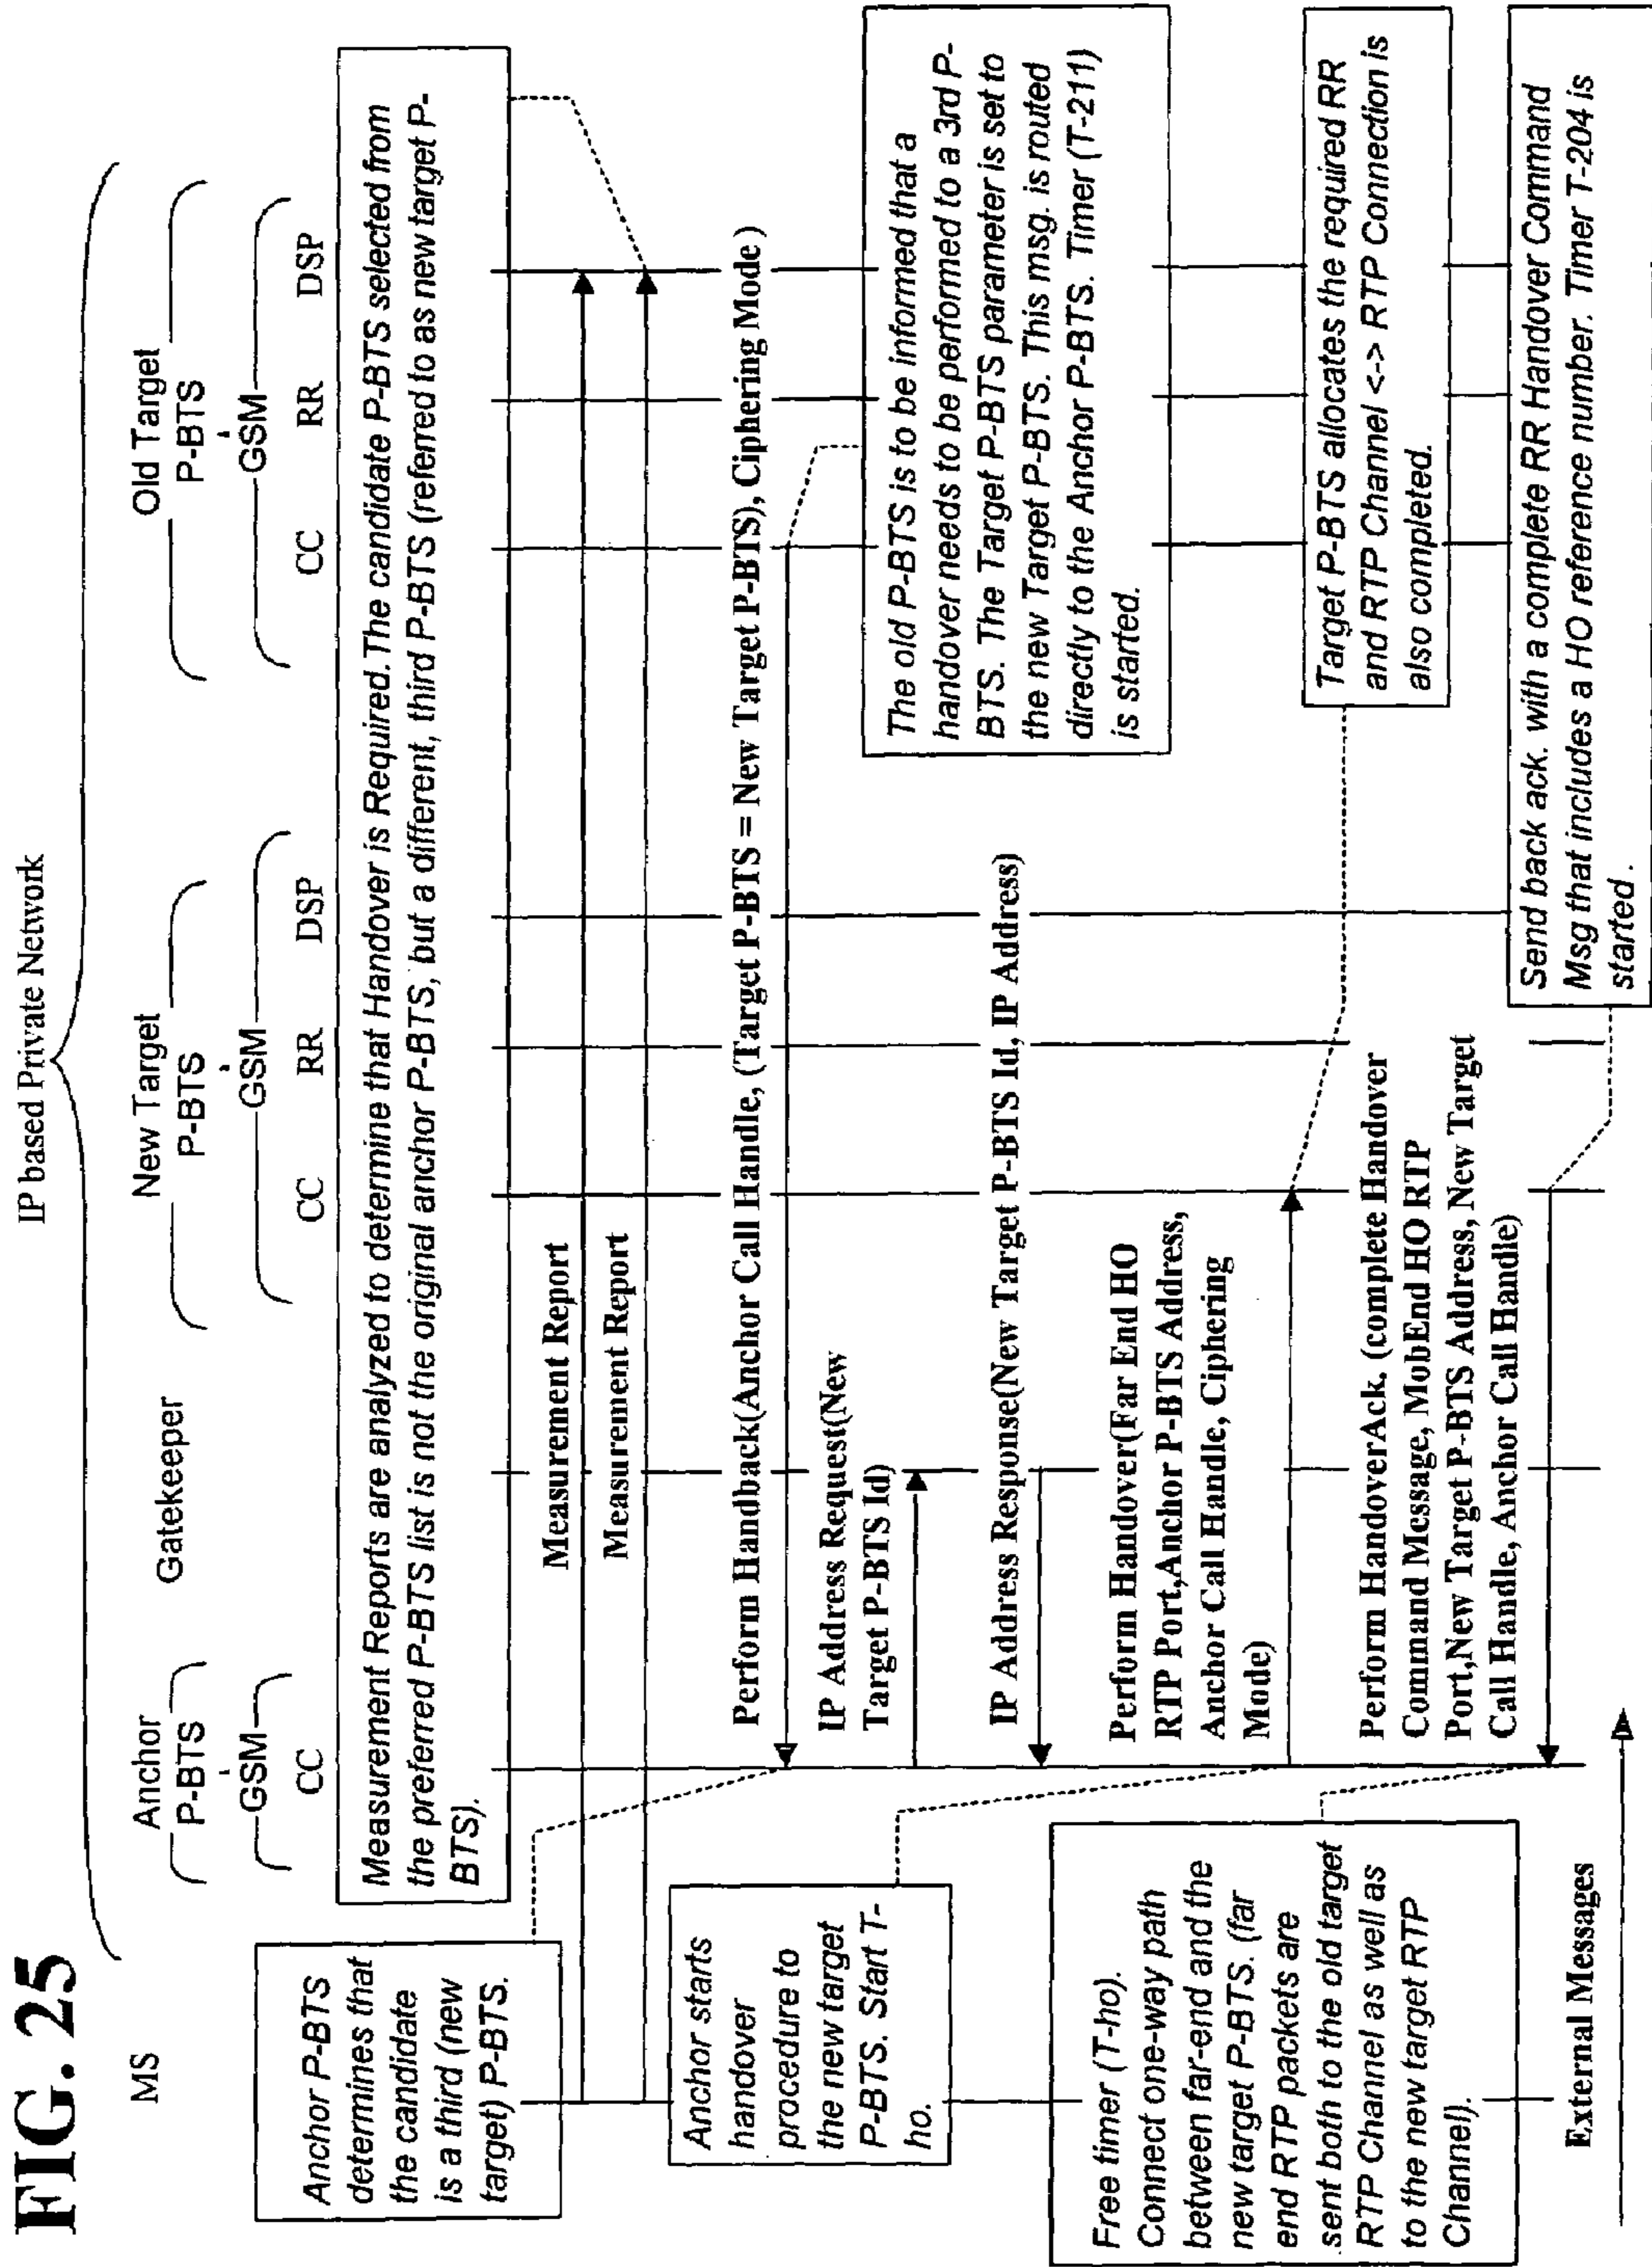 FIG. 25
IP based Private Network
MS
Anchor
P-BTS
GSM
CC
Gatekeeper
New Target
P-BTS
GSM
CC
RR
DSP
Old Target
P-BTS
GSM
CC
RR
DSP
Measurement Reports are analyzed to determine that Handover is Required.The candidate P-BTS selected from
the preferred P-BTS list is not the original anchor P-BTS, but a different, third P-BTS (referred to as new target P-
BTS).
Anchor P-BTS
determines that
the candidate
is a third (new
target) P-BTS.
Measurement Report
Measurement Report
Perform Handback(Anchor Call Handle, (Target P-BTS = New Target P-BTS), Ciphering Mode)
Anchor starts
handover
procedure to
the new target
P-BTS. Start T-
ho.
IP Address Request(New
Target P-BTS Id)
The old P-BTS is to be informed that a
handover needs to be performed to a 3rd P-
BTS. The Target P-BTS parameter is set to
the new Target P-BTS. This msg. is routed
directly to the Anchor P-BTS. Timer (T-211)
is started.
IP Address Response(New Target P-BTS Id, IP Address)
Perform Handover(Far End HO
RTP Port,Anchor P-BTS Address,
Anchor Call Handle, Ciphering
Mode)
Target P-BTS allocates the required RR
and RTP Channel <-> RTP Connection is
also completed.
Free timer (T-ho).
Connect one-way path
between far-end and the
new target P-BTS. (far
end RTP packets are
sent both to the old target
RTP Channel as well as
to the new target RTP
Channel).
Perform HandoverAck. (complete Handover
Command Message, MobEnd HO RTP
Port,New Target P-BTS Address, New Target
Call Handle, Anchor Call Handle)
Send back ack. with a complete RR Handover Command
Msg that includes a HO reference number. Timer T-204 is
started.
External Messages